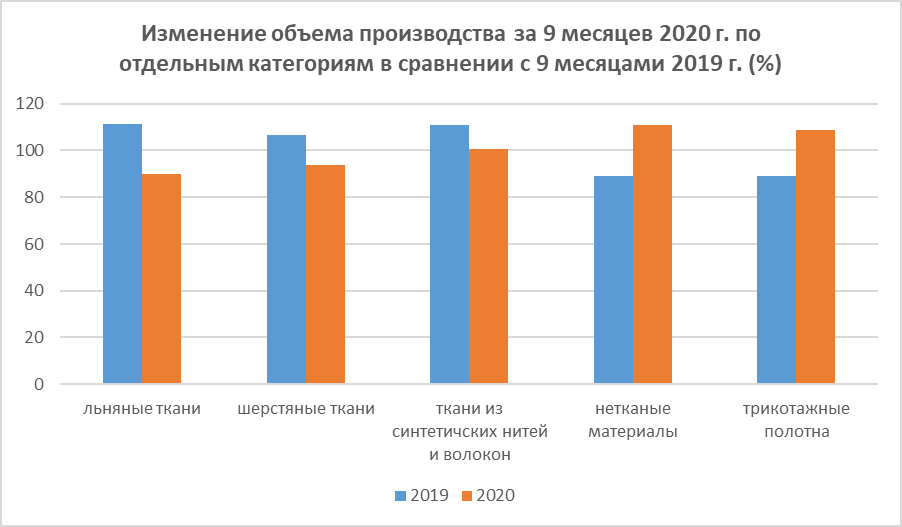 Изменение объема производства за 9 месяцев 2020 г. по
отдельным категориям в сравнении с 9 месяцами 2019 г. (%)
120
100
80
60
40
20
0
льняные ткани
шерстяные ткани
ткани из
синтетичских нитей
и волокон
нетканые
материалы
трикотажные
полотна
2019
2020